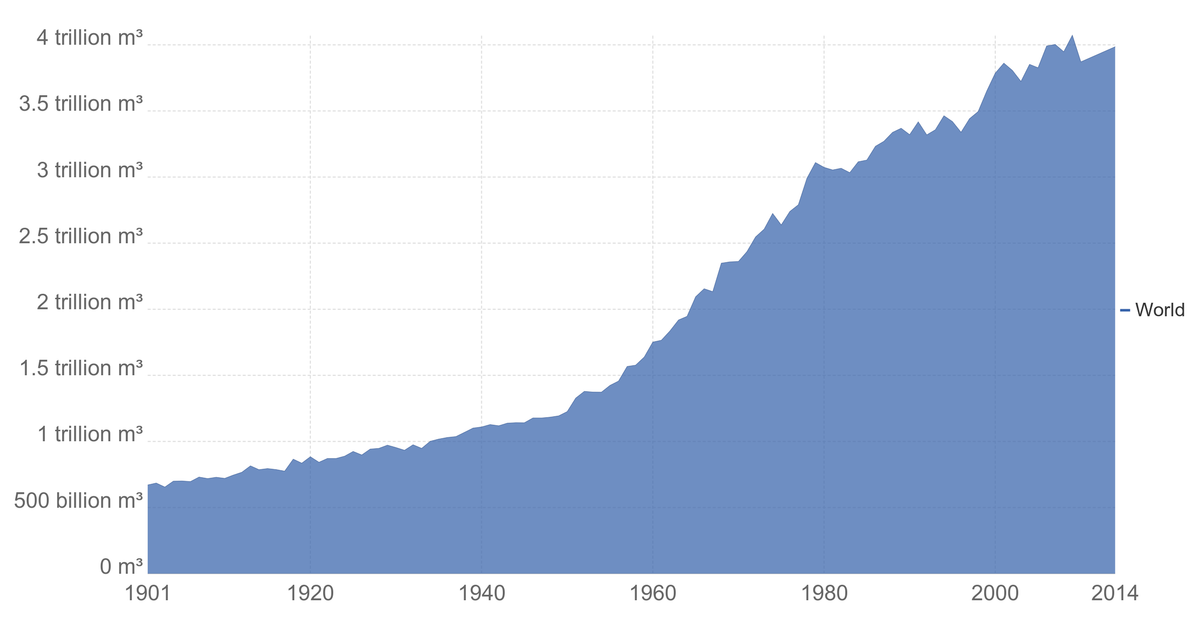 4 trillion m³
3.5 trillion m³
3 trillion m³
2.5 trillion m³
2 trillion m³
World
1.5 trillion m³
1 trillion m³
500 billion m³
0 m³
1901 1920 1940 1960 1980 2000 2014